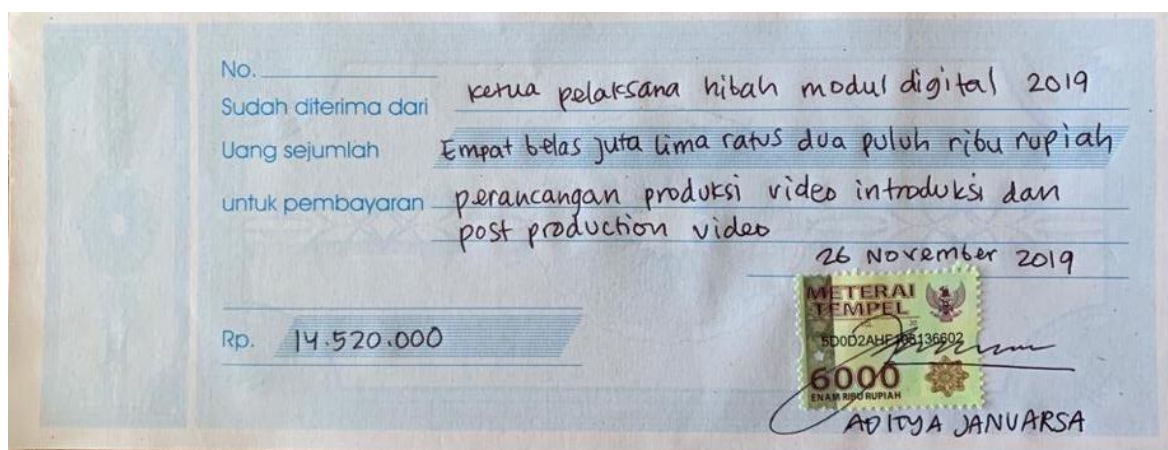 No.
Sudah diterima dari ketua pelaksana hibah modul digital 2019
Uang sejumlah Empat belas juta lima ratus dua puluh ribu rupiah
untuk pembayaran perancangan produksi video introduksi dan
post production video
26 November 2019
METERAI
TEMPEL
Rp. 14.520.000
6000
ENAM RIBU RUPIAH
ADITYA JANUARSA